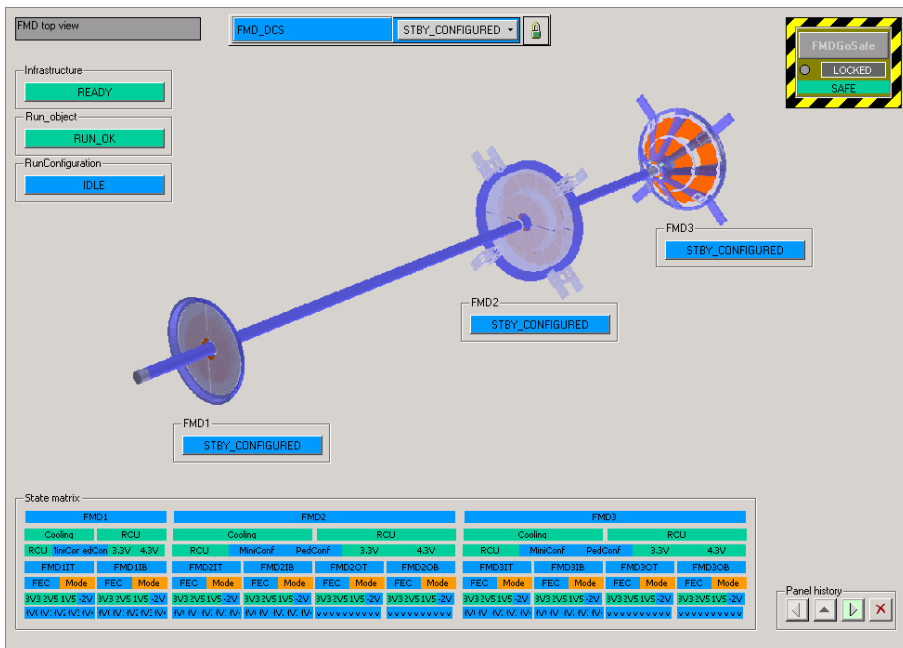 FMD top view
FMD_DCS STBY_CONFIGURED
FMDGoSafe
LOCKED
SAFE
Infrastructure
READY
Run_object
RUN_OK
RunConfiguration
IDLE
FMD3
STBY_CONFIGURED
FMD2
STBY_CONFIGURED
FMD1
STBY_CONFIGURED
State matrix
FMD1 FMD2 FMD3
Cooling RCU Cooling RCU Cooling RCU
RCU 3.3V 4.3V RCU MiniConf PedConf 3.3V 4.3V RCU MiniConf PedConf 3.3V 4.3V
FMD1IT FMD1IB FMD2IT FMD2IB FMD2OT FMD2OB FMD3IT FMD3IB FMD3OT FMD3OB
FEC Mode FEC Mode FEC Mode FEC Mode FEC Mode FEC Mode FEC Mode FEC Mode FEC Mode FEC Mode
Panel history